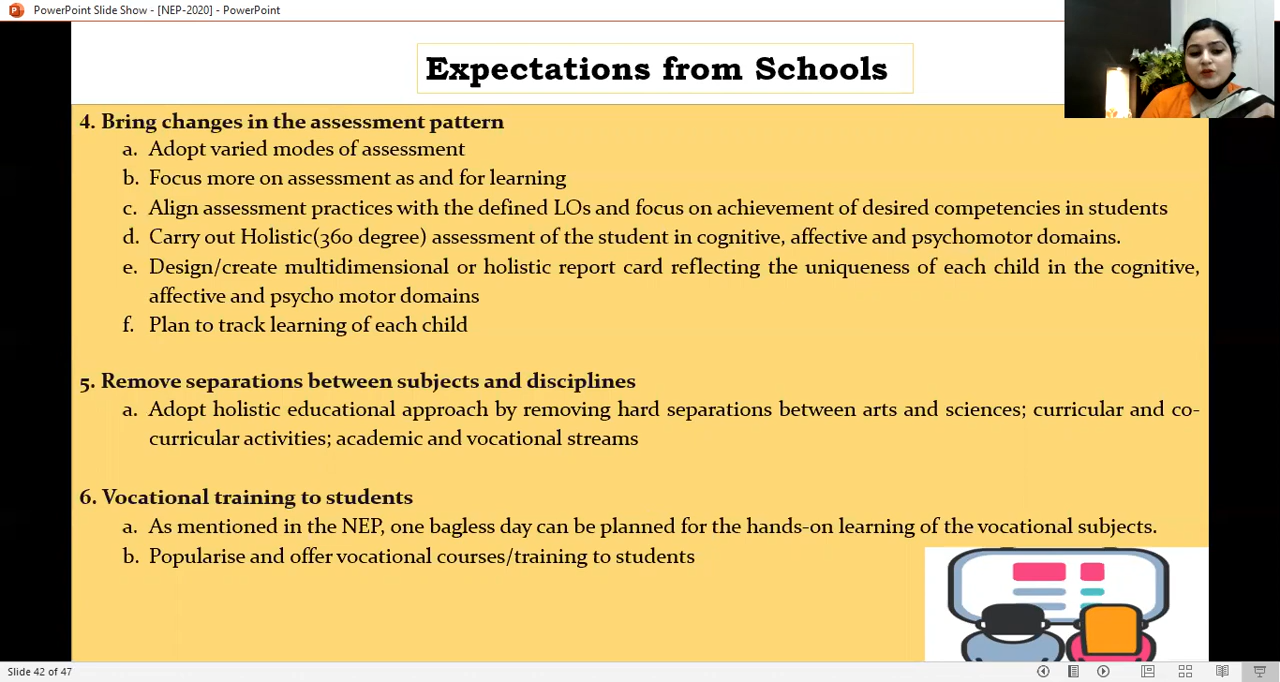 PowerPoint Slide Show - [NEP-2020] - PowerPoint
Expectations from Schools
4. Bring changes in the assessment pattern
a. Adopt varied modes of assessment
b. Focus more on assessment as and for learning
c. Align assessment practices with the defined LOs and focus on achievement of desired competencies in students
d. Carry out Holistic(360 degree) assessment of the student in cognitive, affective and psychomotor domains.
e. Design/create multidimensional or holistic report card reflecting the uniqueness of each child in the cognitive,
affective and psycho motor domains
f. Plan to track learning of each child
5. Remove separations between subjects and disciplines
a. Adopt holistic educational approach by removing hard separations between arts and sciences; curricular and co-
curricular activities; academic and vocational streams
6. Vocational training to students
a. As mentioned in the NEP, one bagless day can be planned for the hands-on learning of the vocational subjects.
b. Popularise and offer vocational courses/training to students
Slide 42 of 47